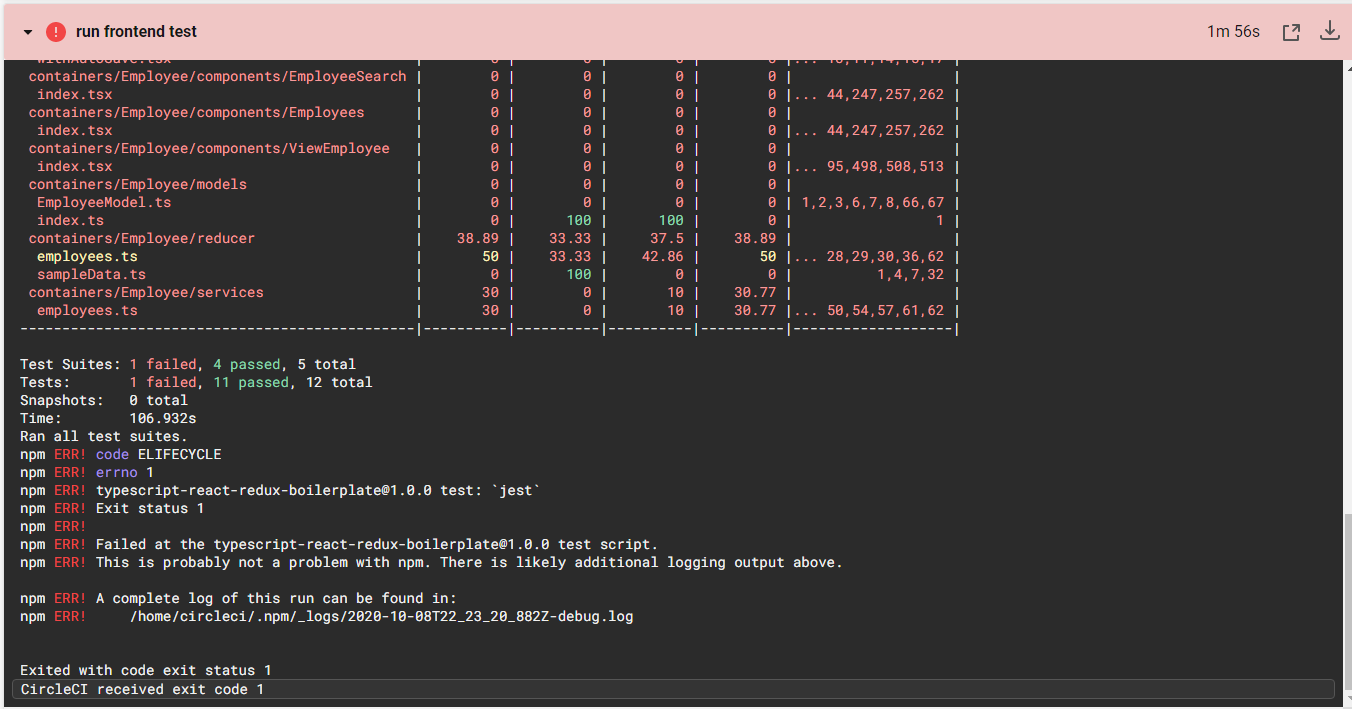 run frontend test 1m 56s
containers/Employee/components/EmployeeSearch | 0 | 0 | 0 | 0 | |
index.tsx | 0 | 0 | 0 | 0 |... 44,247,257,262 |
containers/Employee/components/Employees | 0 | 0 | 0 | 0 | |
index.tsx | 0 | 0 | 0 | 0 |... 44,247,257,262 |
containers/Employee/components/ViewEmployee | 0 | 0 | 0 | 0 | |
index.tsx | 0 | 0 | 0 | 0 |... 95,498,508,513 |
containers/Employee/models | 0 | 0 | 0 | 0 | |
EmployeeModel.ts | 0 | 0 | 0 | 0 | 1,2,3,6,7,8,66,67 |
index.ts | 0 | 100 | 100 | 0 | 1 |
containers/Employee/reducer | 38.89 | 33.33 | 37.5 | 38.89 | |
employees.ts | 50 | 33.33 | 42.86 | 50 |... 28,29,30,36,62 |
sampleData.ts | 0 | 100 | 0 | 0 | 1,4,7,32 |
containers/Employee/services | 30 | 0 | 10 | 30.77 | |
employees.ts | 30 | 0 | 10 | 30.77 |... 50,54,57,61,62 |
-----------------------------------------------|----------|----------|----------|----------|-------------------|
Test Suites: 1 failed, 4 passed, 5 total
Tests: 1 failed, 11 passed, 12 total
Snapshots: 0 total
Time: 106.932s
Ran all test suites.
npm ERR! code ELIFECYCLE
npm ERR! errno 1
npm ERR! typescript-react-redux-boilerplate@1.0.0 test: `jest`
npm ERR! Exit status 1
npm ERR!
npm ERR! Failed at the typescript-react-redux-boilerplate@1.0.0 test script.
npm ERR! This is probably not a problem with npm. There is likely additional logging output above.
npm ERR! A complete log of this run can be found in:
npm ERR! /home/circleci/.npm/_logs/2020-10-08T22_23_20_882Z-debug.log
Exited with code exit status 1
CircleCI received exit code 1